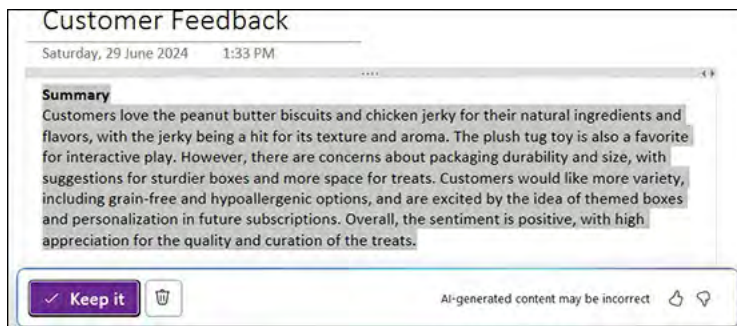 Customer Feedback
Saturday, 29 June 2024 1:33 PM
Summary
Customers love the peanut butter biscuits and chicken jerky for their natural ingredients and
flavors, with the jerky being a hit for its texture and aroma. The plush tug toy is also a favorite
for interactive play. However, there are concerns about packaging durability and size, with
suggestions for sturdier boxes and more space for treats. Customers would like more variety,
including grain-free and hypoallergenic options, and are excited by the idea of themed boxes
and personalization in future subscriptions. Overall, the sentiment is positive, with high
appreciation for the quality and curation of the treats.
Keep it AI-generated content may be incorrect